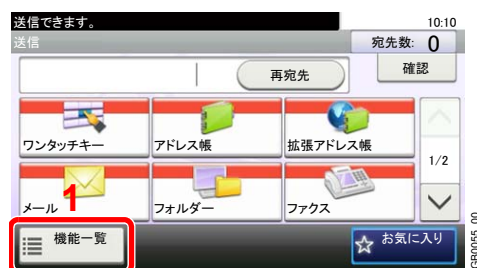 送信できます。 10:10
送信 宛先数: 0
再宛先 確認
ワンタッチキー アドレス帳 拡張アドレス帳
1/2
メール フォルダー ファクス
1
機能一覧 お気に入り
GB0055_00